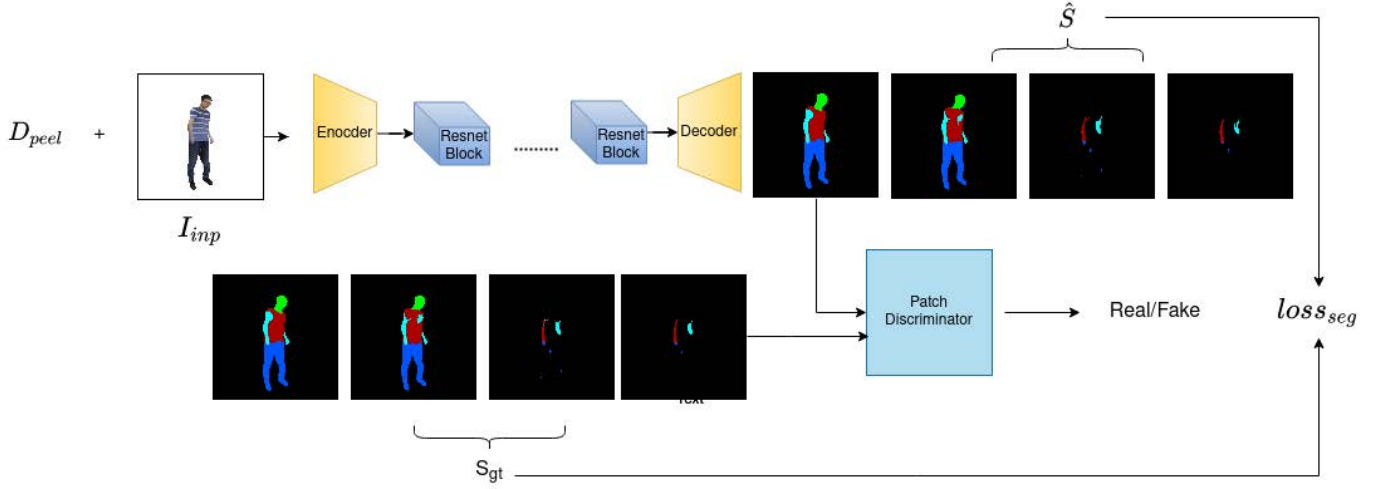 Ŝ
D_peel + 
Enocder
Resnet
Block
.........
Resnet
Block
Decoder
I_inp
Patch
Discriminator
Real/Fake
loss_seg
Text
S_gt